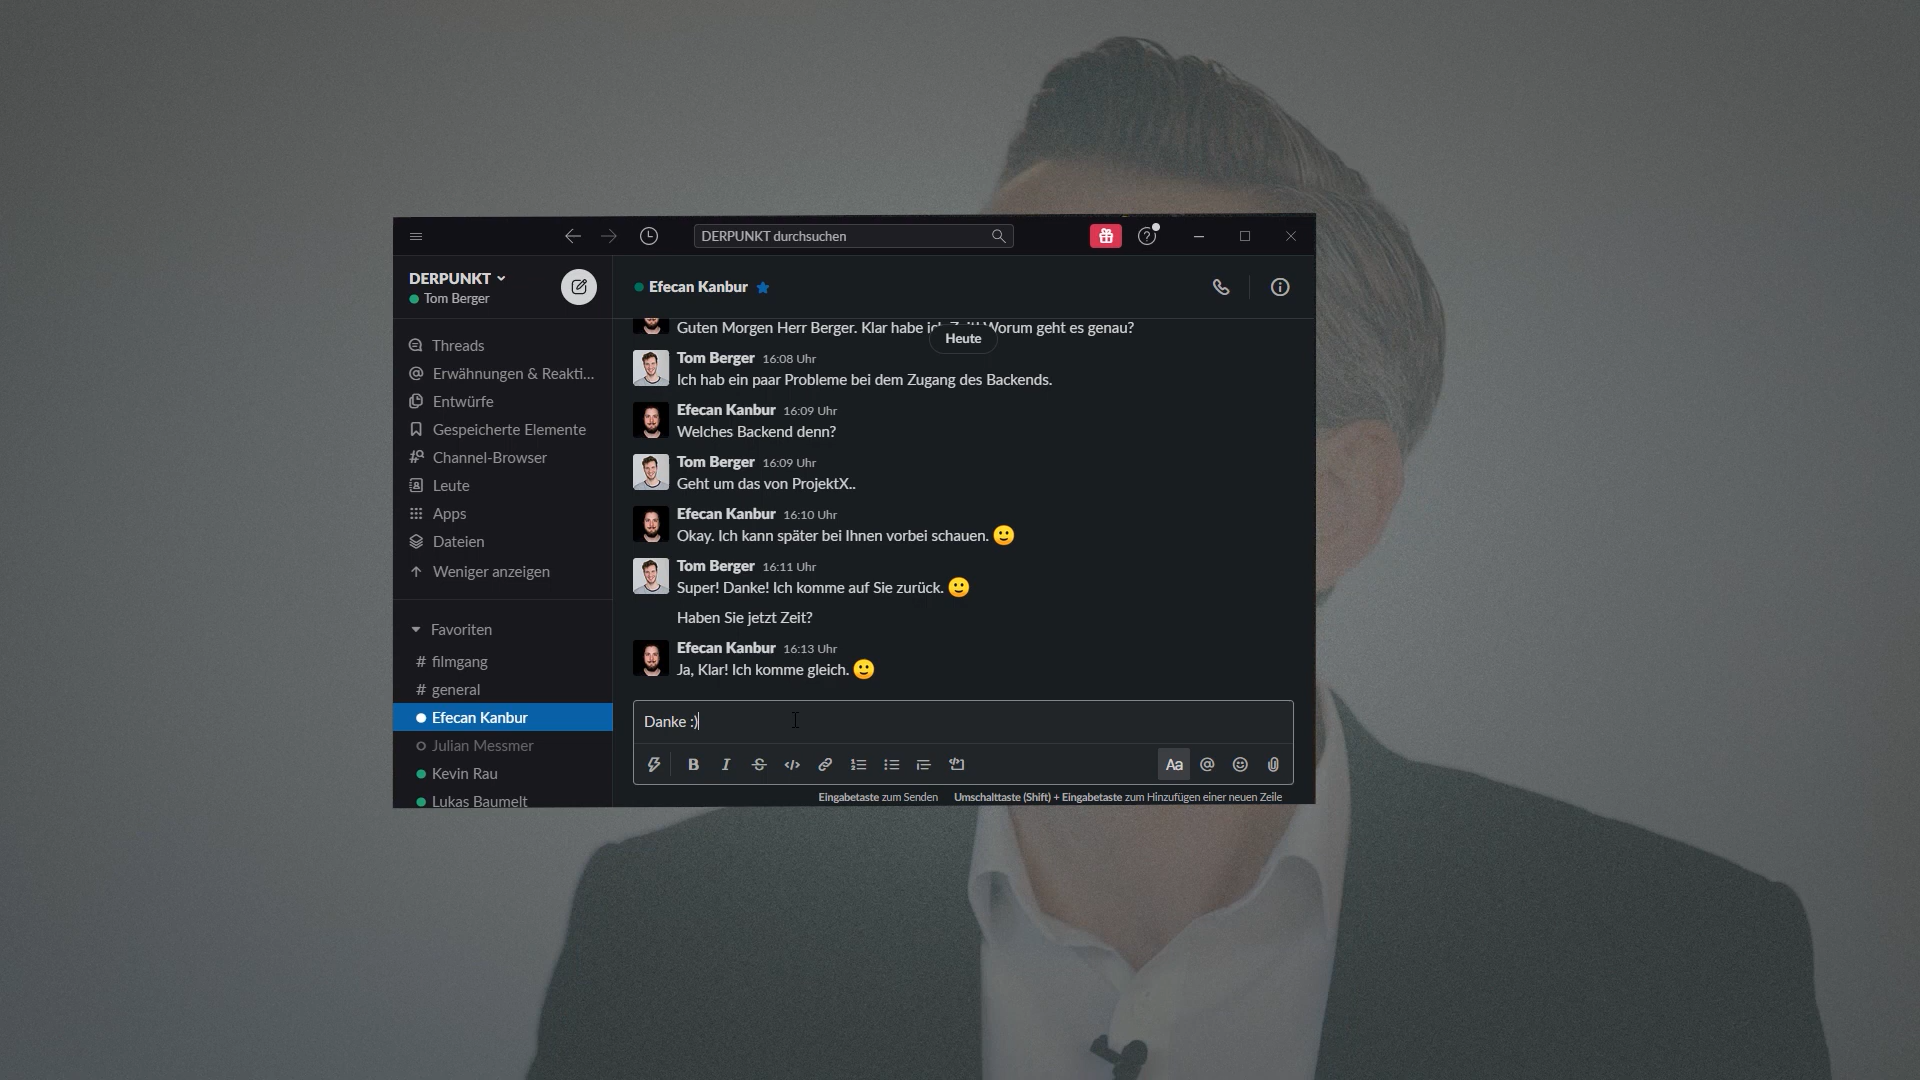 DERPUNKT durchsuchen
DERPUNKT
Tom Berger
Threads
Erwähnungen & Reakti...
Entwürfe
Gespeicherte Elemente
Channel-Browser
Leute
Apps
Dateien
Weniger anzeigen
Favoriten
# filmgang
# general
Efecan Kanbur
Julian Messmer
Kevin Rau
Lukas Baumelt
Efecan Kanbur
Guten Morgen Herr Berger. Klar habe ich Zeit! Worum geht es genau?
Heute
Tom Berger 16:08 Uhr
Ich hab ein paar Probleme bei dem Zugang des Backends.
Efecan Kanbur 16:09 Uhr
Welches Backend denn?
Tom Berger 16:09 Uhr
Geht um das von ProjektX..
Efecan Kanbur 16:10 Uhr
Okay. Ich kann später bei Ihnen vorbei schauen. 🙂
Tom Berger 16:11 Uhr
Super! Danke! Ich komme auf Sie zurück. 🙂
Haben Sie jetzt Zeit?
Efecan Kanbur 16:13 Uhr
Ja, Klar! Ich komme gleich. 🙂
Danke :)
B I S </> Aa @
Eingabetaste zum Senden Umschalttaste (Shift) + Eingabetaste zum Hinzufügen einer neuen Zeile